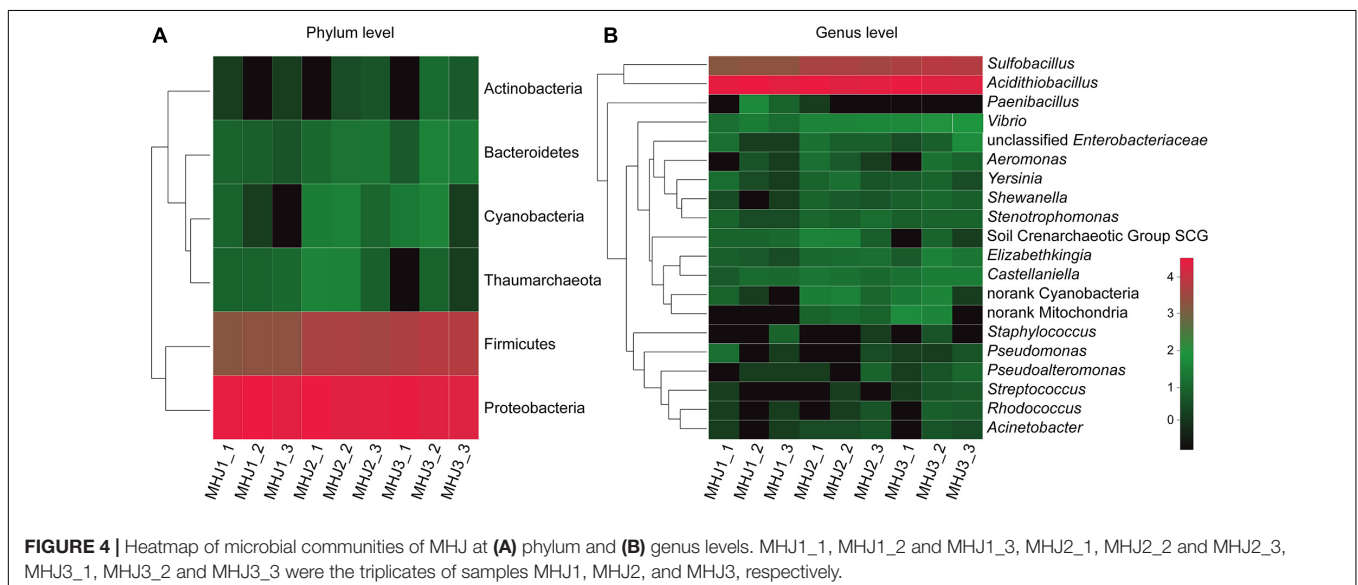 A
Phylum level
Actinobacteria
Bacteroidetes
Cyanobacteria
Thaumarchaeota
Firmicutes
Proteobacteria
MHJ1_1
MHJ1_2
MHJ1_3
MHJ2_1
MHJ2_2
MHJ2_3
MHJ3_1
MHJ3_2
MHJ3_3
B
Genus level
Sulfobacillus
Acidithiobacillus
Paenibacillus
Vibrio
unclassified Enterobacteriaceae
Aeromonas
Yersinia
Shewanella
Stenotrophomonas
Soil Crenarchaeotic Group SCG
Elizabethkingia
Castellaniella
norank Cyanobacteria
norank Mitochondria
Staphylococcus
Pseudomonas
Pseudoalteromonas
Streptococcus
Rhodococcus
Acinetobacter
MHJ1_1
MHJ1_2
MHJ1_3
MHJ2_1
MHJ2_2
MHJ2_3
MHJ3_1
MHJ3_2
MHJ3_3
4
3
2
1
0
FIGURE 4 | Heatmap of microbial communities of MHJ at (A) phylum and (B) genus levels. MHJ1_1, MHJ1_2 and MHJ1_3, MHJ2_1, MHJ2_2 and MHJ2_3,
MHJ3_1, MHJ3_2 and MHJ3_3 were the triplicates of samples MHJ1, MHJ2, and MHJ3, respectively.